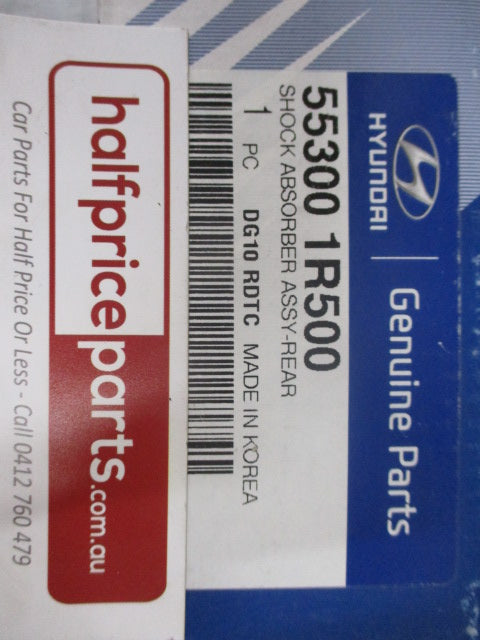 HYUNDAI | Genuine Parts
55300 1R500
SHOCK ABSORBER ASSY-REAR
1 PC DG10 RDTC MADE IN KOREA
halfpriceparts.com.au
Car Parts For Half Price Or Less - Call 0412 760 479